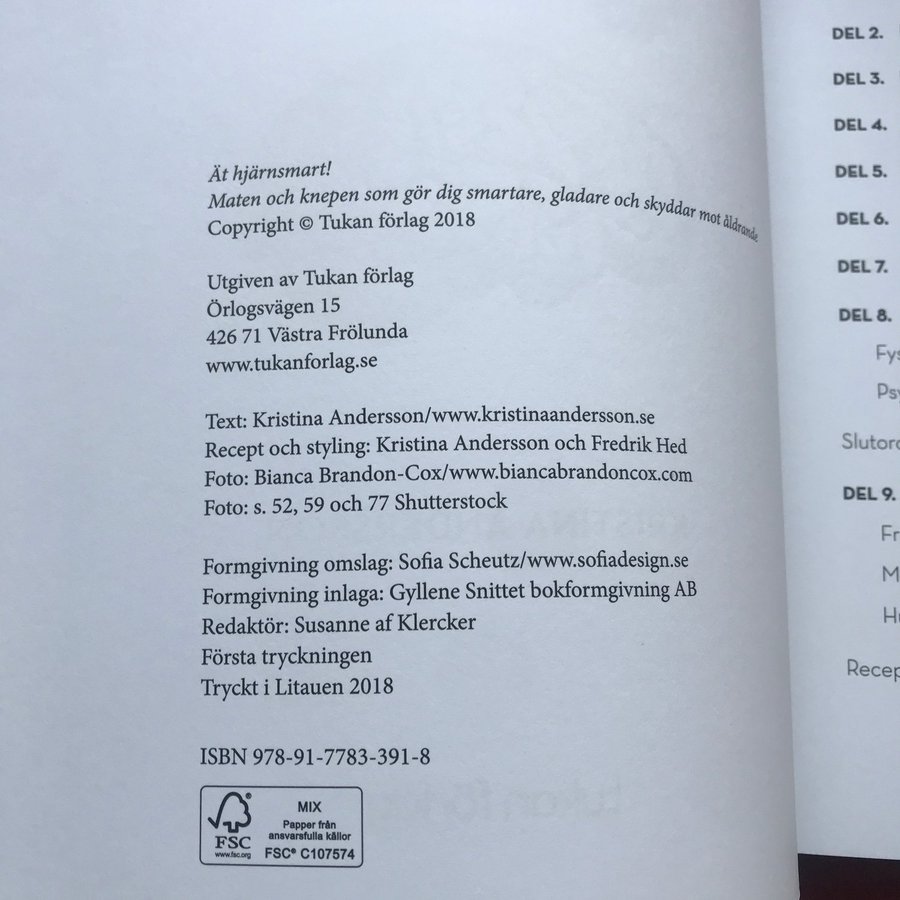 Ät hjärnsmart!
Maten och knepen som gör dig smartare, gladare och skyddar mot åldrande
Copyright © Tukan förlag 2018
Utgiven av Tukan förlag
Örlogsvägen 15
426 71 Västra Frölunda
www.tukanforlag.se
Text: Kristina Andersson/www.kristinaandersson.se
Recept och styling: Kristina Andersson och Fredrik Hed
Foto: Bianca Brandon-Cox/www.biancabrandoncox.com
Foto: s. 52, 59 och 77 Shutterstock
Formgivning omslag: Sofia Scheutz/www.sofiadesign.se
Formgivning inlaga: Gyllene Snittet bokformgivning AB
Redaktör: Susanne af Klercker
Första tryckningen
Tryckt i Litauen 2018
ISBN 978-91-7783-391-8
FSC
www.fsc.org
MIX
Papper från
ansvarsfulla källor
FSC® C107574
DEL 2.
DEL 3.
DEL 4.
DEL 5.
DEL 6.
DEL 7.
DEL 8.
DEL 9.